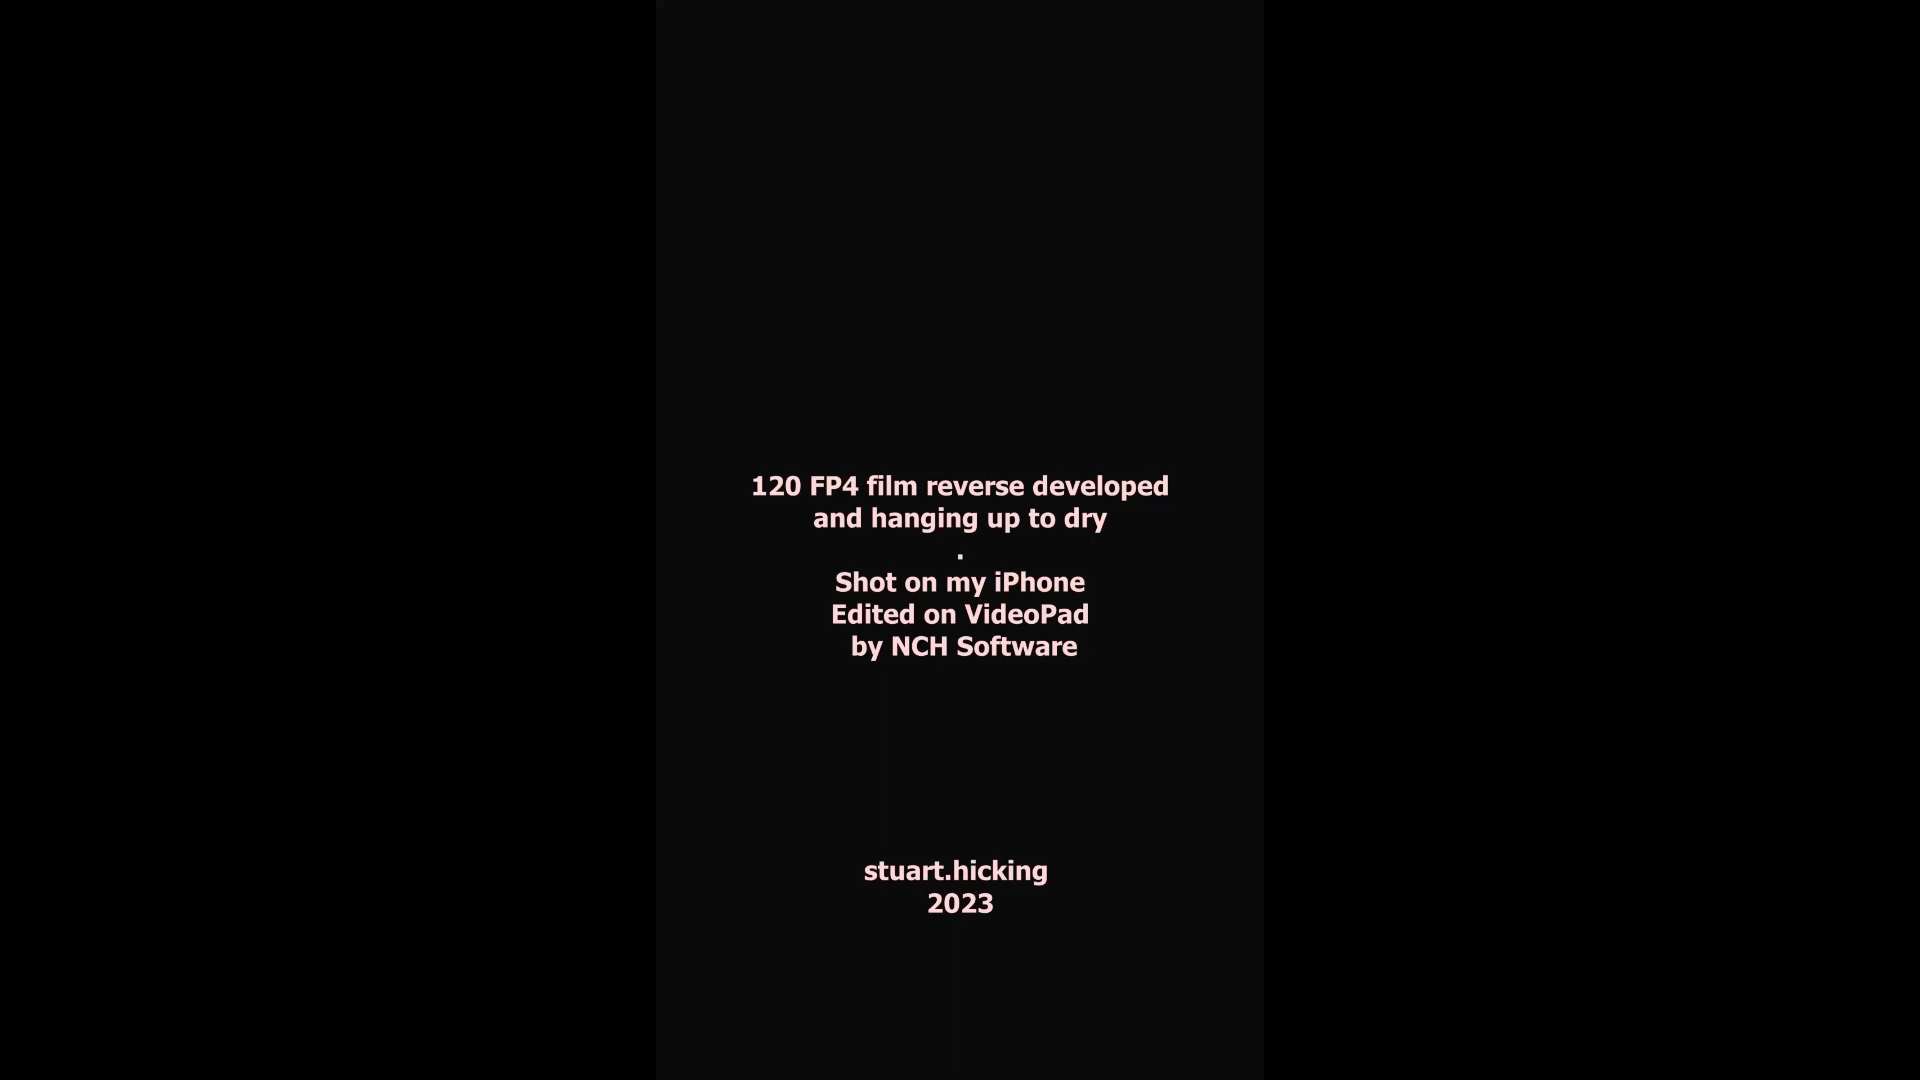 120 FP4 film reverse developed
and hanging up to dry
.
Shot on my iPhone
Edited on VideoPad
by NCH Software
stuart.hicking
2023